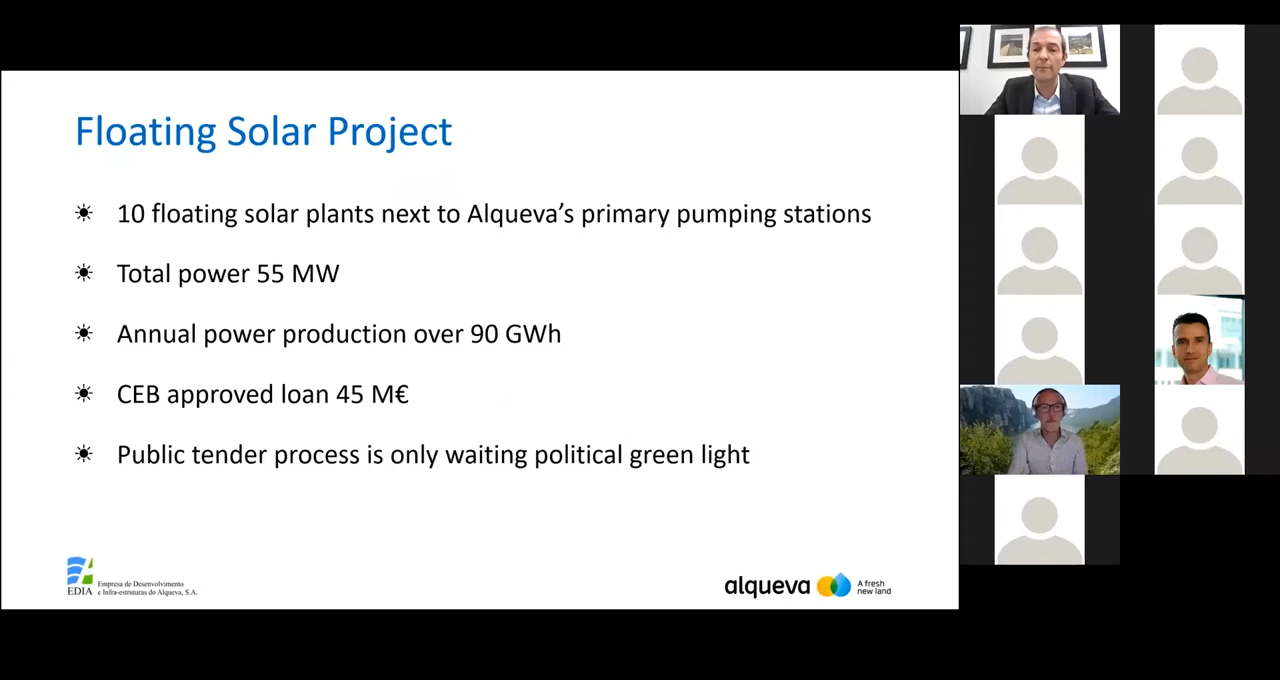 Floating Solar Project
10 floating solar plants next to Alqueva’s primary pumping stations
Total power 55 MW
Annual power production over 90 GWh
CEB approved loan 45 M€
Public tender process is only waiting political green light
EDIA
Empresa de Desenvolvimento
e Infra-estruturas do Alqueva, S.A.
alqueva
A fresh
new land